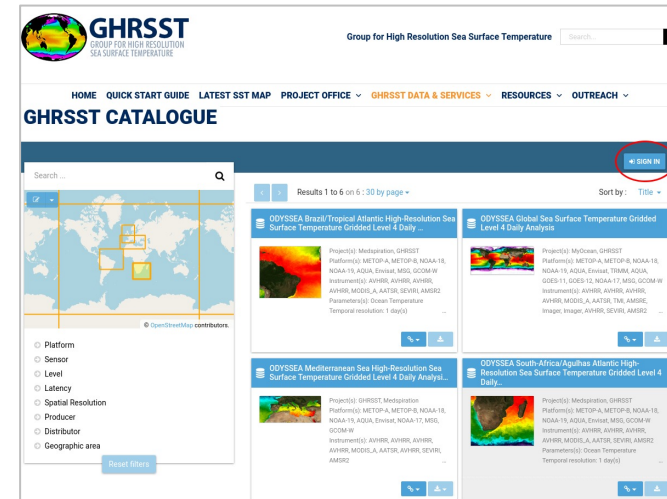 GHRSST
GROUP FOR HIGH RESOLUTION
SEA SURFACE TEMPERATURE
Group for High Resolution Sea Surface Temperature
Search...
HOME QUICK START GUIDE LATEST SST MAP PROJECT OFFICE GHRSST DATA & SERVICES RESOURCES OUTREACH
GHRSST CATALOGUE
SIGN IN
Search ...
Results 1 to 6 on 6 : 30 by page
Sort by : Title
© OpenStreetMap contributors.
Platform
Sensor
Level
Latency
Spatial Resolution
Producer
Distributor
Geographic area
Reset filters
ODYSSEA Brazil/Tropical Atlantic High-Resolution Sea
Surface Temperature Gridded Level 4 Daily ...
Project(s): Medspiration, GHRSST
Platform(s): METOP-A, METOP-B, NOAA-18,
NOAA-19, AQUA, Envisat, MSG, GCOM-W
Instrument(s): AVHRR, AVHRR, AVHRR,
AVHRR, MODIS_A, AATSR, SEVIRI, AMSR2
Parameters(s): Ocean Temperature
Temporal resolution: 1 day(s)
...
ODYSSEA Global Sea Surface Temperature Gridded
Level 4 Daily Analysis
Project(s): MyOcean, GHRSST
Platform(s): METOP-A, METOP-B, NOAA-18,
NOAA-19, AQUA, Envisat, TRMM, AQUA,
GOES-11, GOES-12, NOAA-17, MSG, GCOM-W
Instrument(s): AVHRR, AVHRR, AVHRR,
AVHRR, MODIS_A, AATSR, TMI, AMSRE,
Imager, Imager, AVHRR, SEVIRI, AMSR2
...
ODYSSEA Mediterranean Sea High-Resolution Sea
Surface Temperature Gridded Level 4 Daily Analysi...
Project(s): GHRSST, Medspiration
Platform(s): METOP-A, METOP-B, NOAA-18,
NOAA-19, AQUA, Envisat, NOAA-17, MSG,
GCOM-W
Instrument(s): AVHRR, AVHRR, AVHRR,
AVHRR, MODIS_A, AATSR, AVHRR, SEVIRI,
AMSR2
...
ODYSSEA South-Africa/Agulhas Atlantic High-
Resolution Sea Surface Temperature Gridded Level 4
Daily...
Project(s): Medspiration, GHRSST
Platform(s): METOP-A, METOP-B, NOAA-18,
NOAA-19, AQUA, Envisat, MSG, GCOM-W
Instrument(s): AVHRR, AVHRR, AVHRR,
AVHRR, MODIS_A, AATSR, SEVIRI, AMSR2
Parameters(s): Ocean Temperature
Temporal resolution: 1 day(s)
...